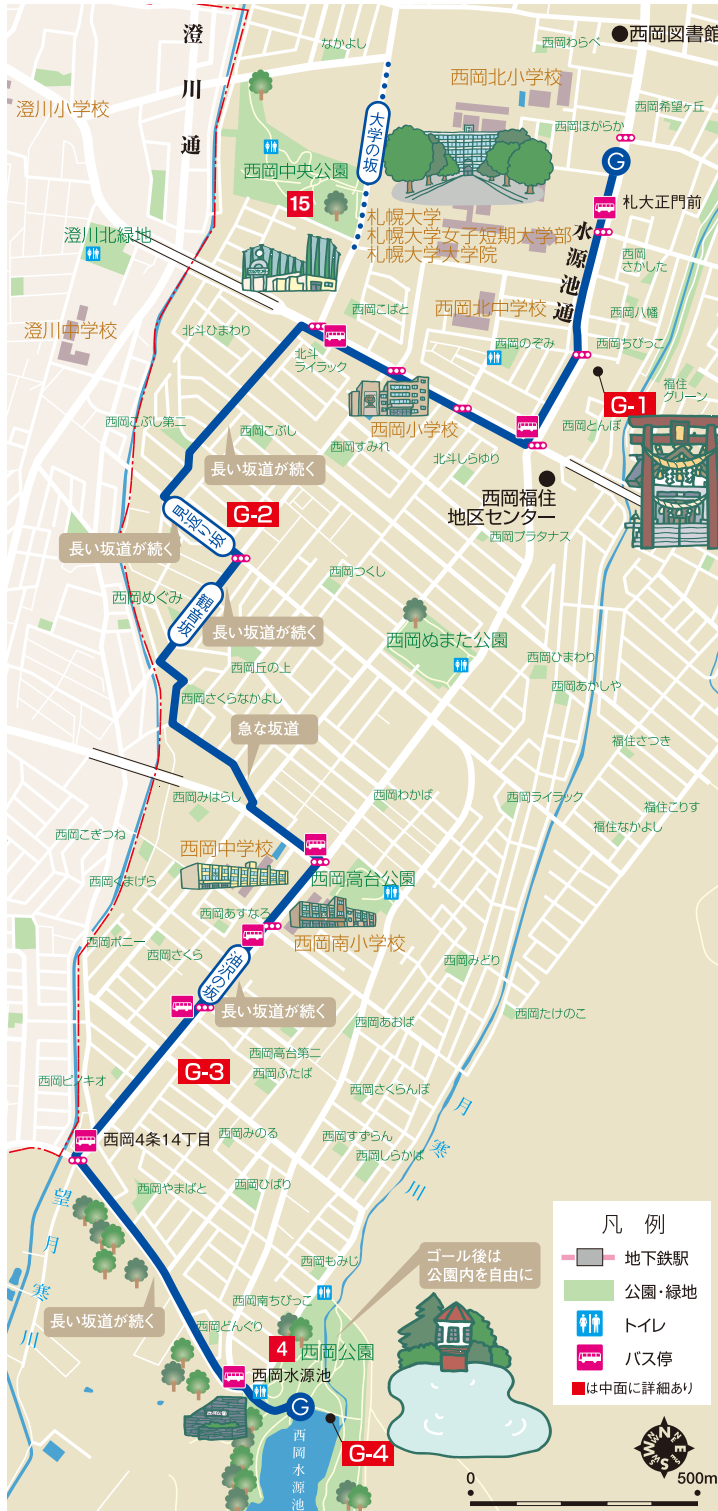 澄川通
なかよし
西岡わらべ
西岡図書館
西岡北小学校
澄川小学校
西岡希望ヶ丘
大学の坂
西岡ほがらか
G
西岡中央公園
15
札大正門前
札幌大学
札幌大学女子短期大学部
札幌大学大学院
水源池通
澄川北緑地
西岡さかした
西岡こばと
西岡北中学校
西岡八幡
澄川中学校
北斗ひまわり
北斗ライラック
西岡のぞみ
西岡ちびっこ
福住グリーン
G-1
西岡こぶし第二
西岡こぶし
西岡小学校
西岡とんぼ
西岡すみれ
北斗しらゆり
長い坂道が続く
西岡福住
地区センター
見返り坂
G-2
西岡プラタナス
長い坂道が続く
西岡つくし
西岡めぐみ
観音坂
長い坂道が続く
西岡ぬまた公園
西岡丘の上
西岡ひまわり
西岡あかしや
西岡さくらなかよし
急な坂道
福住さつき
西岡みはらし
西岡わかば
西岡ライラック
福住こりす
福住なかよし
西岡こぎつね
西岡中学校
西岡くまげら
西岡高台公園
西岡あすなろ
西岡南小学校
西岡ポニー
西岡さくら
油沢の坂
西岡みどり
長い坂道が続く
西岡たけのこ
西岡あおば
西岡高台第二
G-3
西岡ふたば
西岡ピノキオ
西岡さくらんぼ
月寒川
西岡4条14丁目
西岡みのる
西岡すずらん
西岡しらかば
西岡やまばと
西岡ひばり
望月寒川
凡 例
地下鉄駅
公園・緑地
トイレ
バス停
■は中面に詳細あり
西岡もみじ
ゴール後は
公園内を自由に
西岡南ちびっこ
長い坂道が続く
西岡どんぐり
4
西岡公園
西岡水源池
G
G-4
西岡水源池
N
E
S
W
0
500m